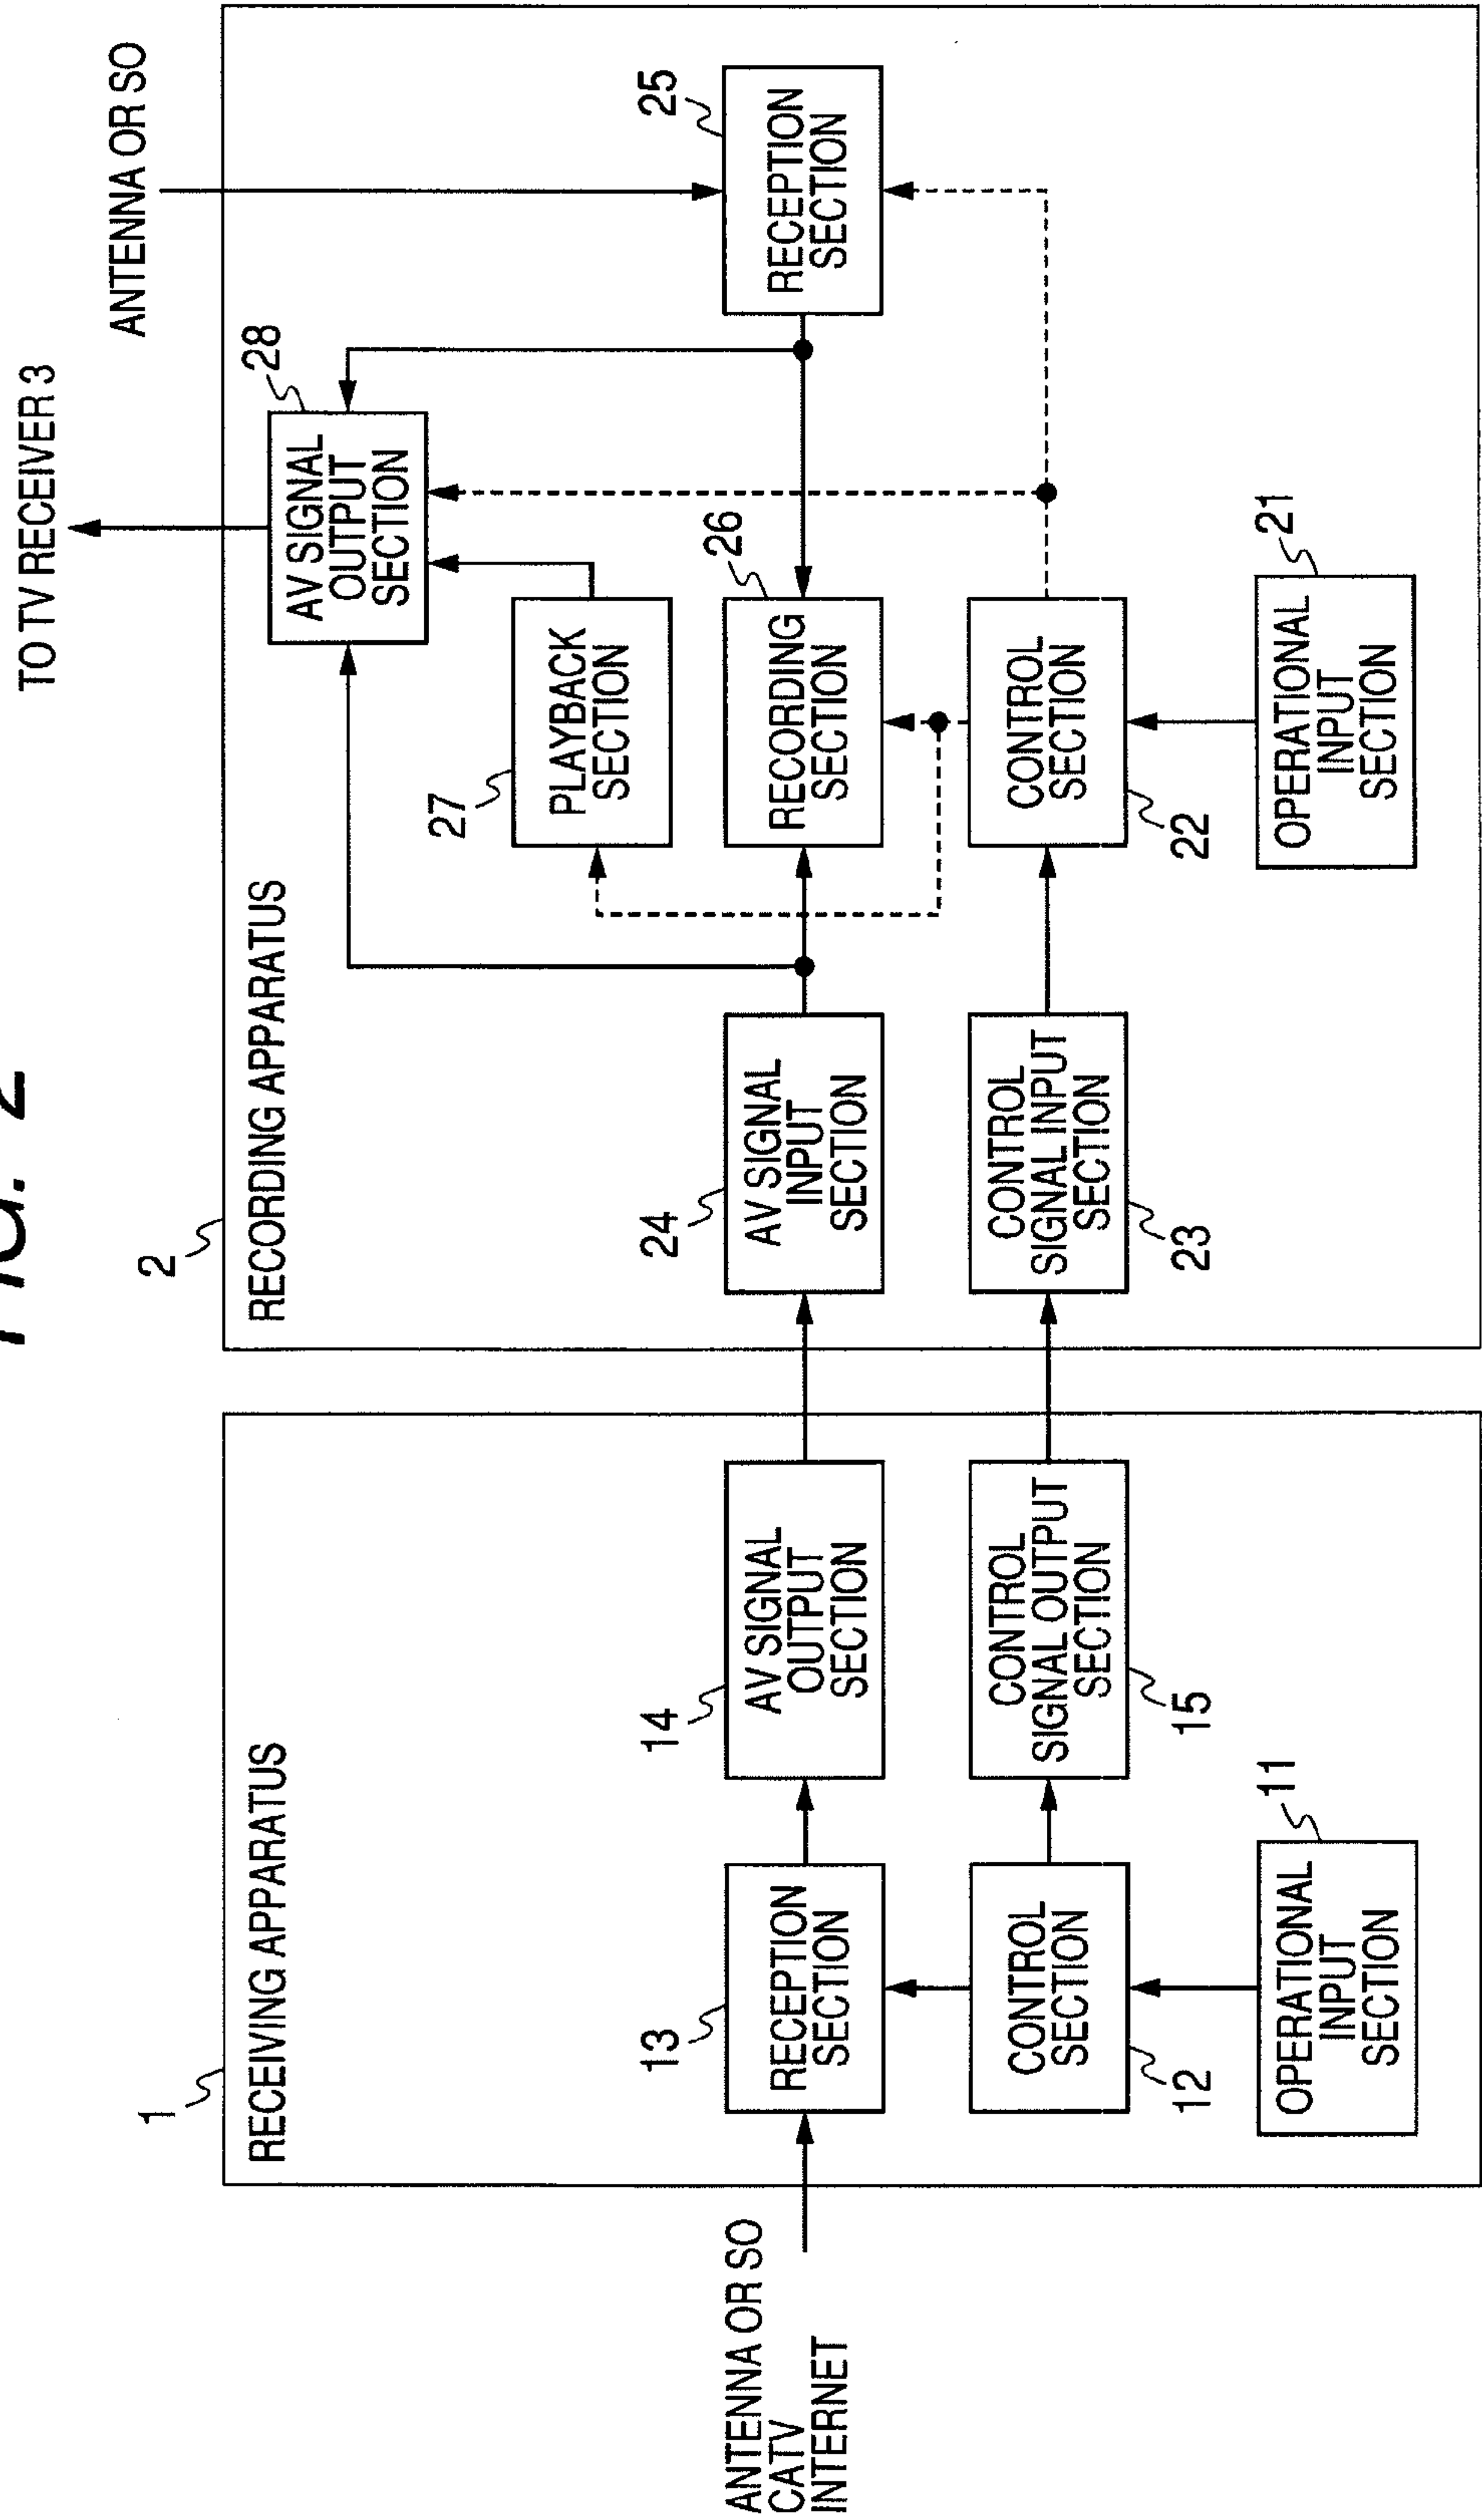 FIG. 2
TO TV RECEIVER 3
ANTENNA OR SO
1
RECEIVING APPARATUS
2
RECORDING APPARATUS
28
AV SIGNAL
OUTPUT
SECTION
27
PLAYBACK
SECTION
ANTENNA OR SO
CATV
INTERNET
13
RECEPTION
SECTION
14
AV SIGNAL
OUTPUT
SECTION
24
AV SIGNAL
INPUT
SECTION
26
RECORDING
SECTION
25
RECEPTION
SECTION
CONTROL
SECTION
12
CONTROL
SIGNAL OUTPUT
SECTION
15
CONTROL
SIGNAL INPUT
SECTION
23
CONTROL
SECTION
22
11
OPERATIONAL
INPUT
SECTION
21
OPERATIONAL
INPUT
SECTION